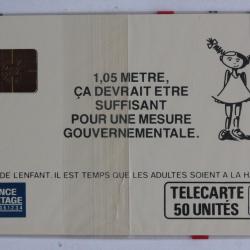 1,05 METRE,
ÇA DEVRAIT ETRE
SUFFISANT
POUR UNE MESURE
GOUVERNEMENTALE.
DE L'ENFANT. IL EST TEMPS QUE LES ADULTES SOIENT A LA HA
TELECARTE
50 UNITÉS